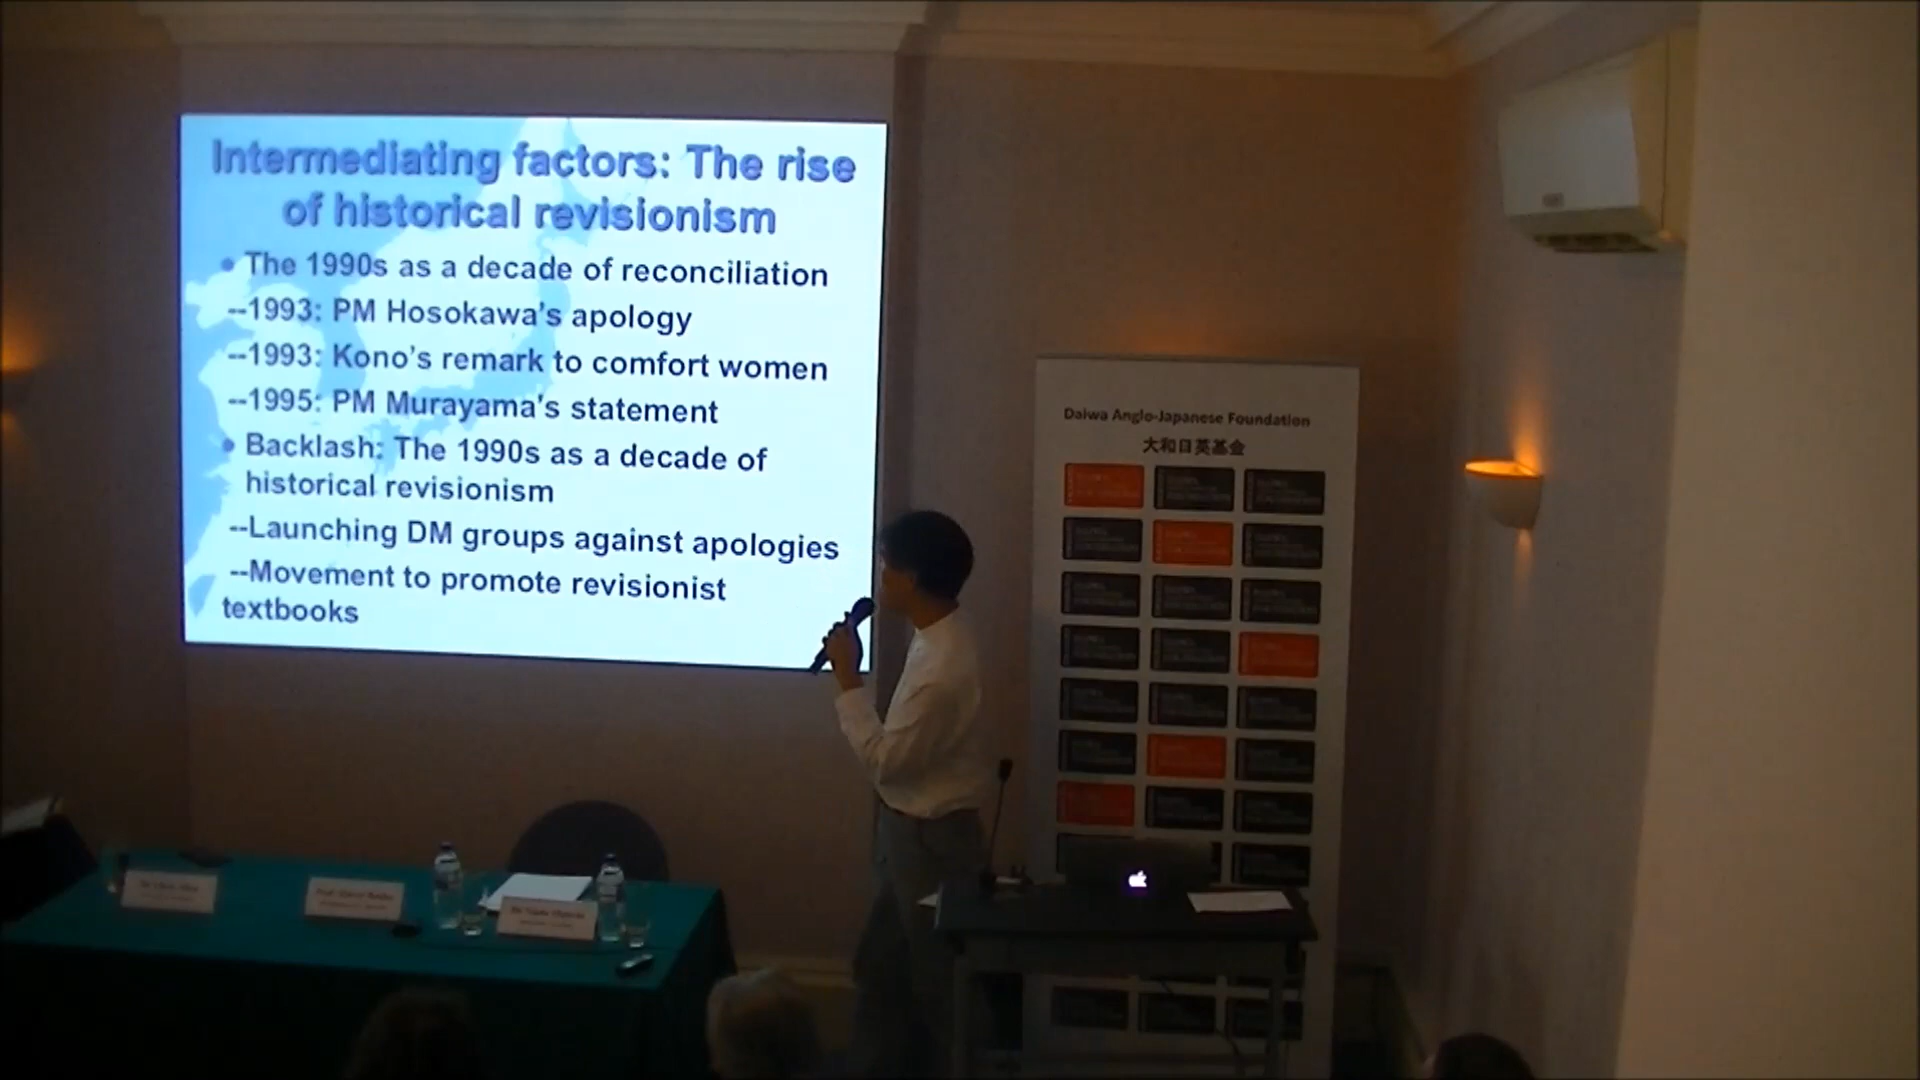 Intermediating factors: The rise
of historical revisionism
• The 1990s as a decade of reconciliation
--1993: PM Hosokawa's apology
--1993: Kono's remark to comfort women
--1995: PM Murayama's statement
• Backlash: The 1990s as a decade of
historical revisionism
--Launching DM groups against apologies
--Movement to promote revisionist
textbooks
Daiwa Anglo-Japanese Foundation
大和日英基金